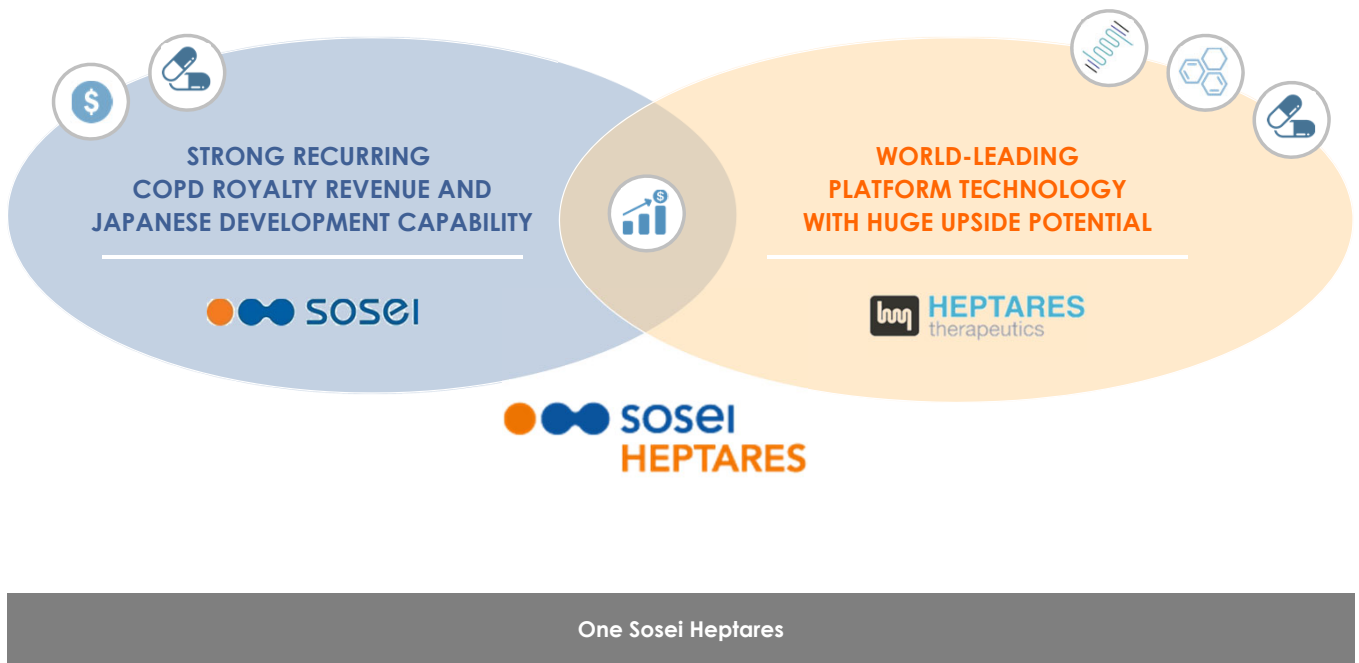 STRONG RECURRING
COPD ROYALTY REVENUE AND
JAPANESE DEVELOPMENT CAPABILITY
sosei
WORLD-LEADING
PLATFORM TECHNOLOGY
WITH HUGE UPSIDE POTENTIAL
HEPTARES
therapeutics
sosei
HEPTARES
One Sosei Heptares